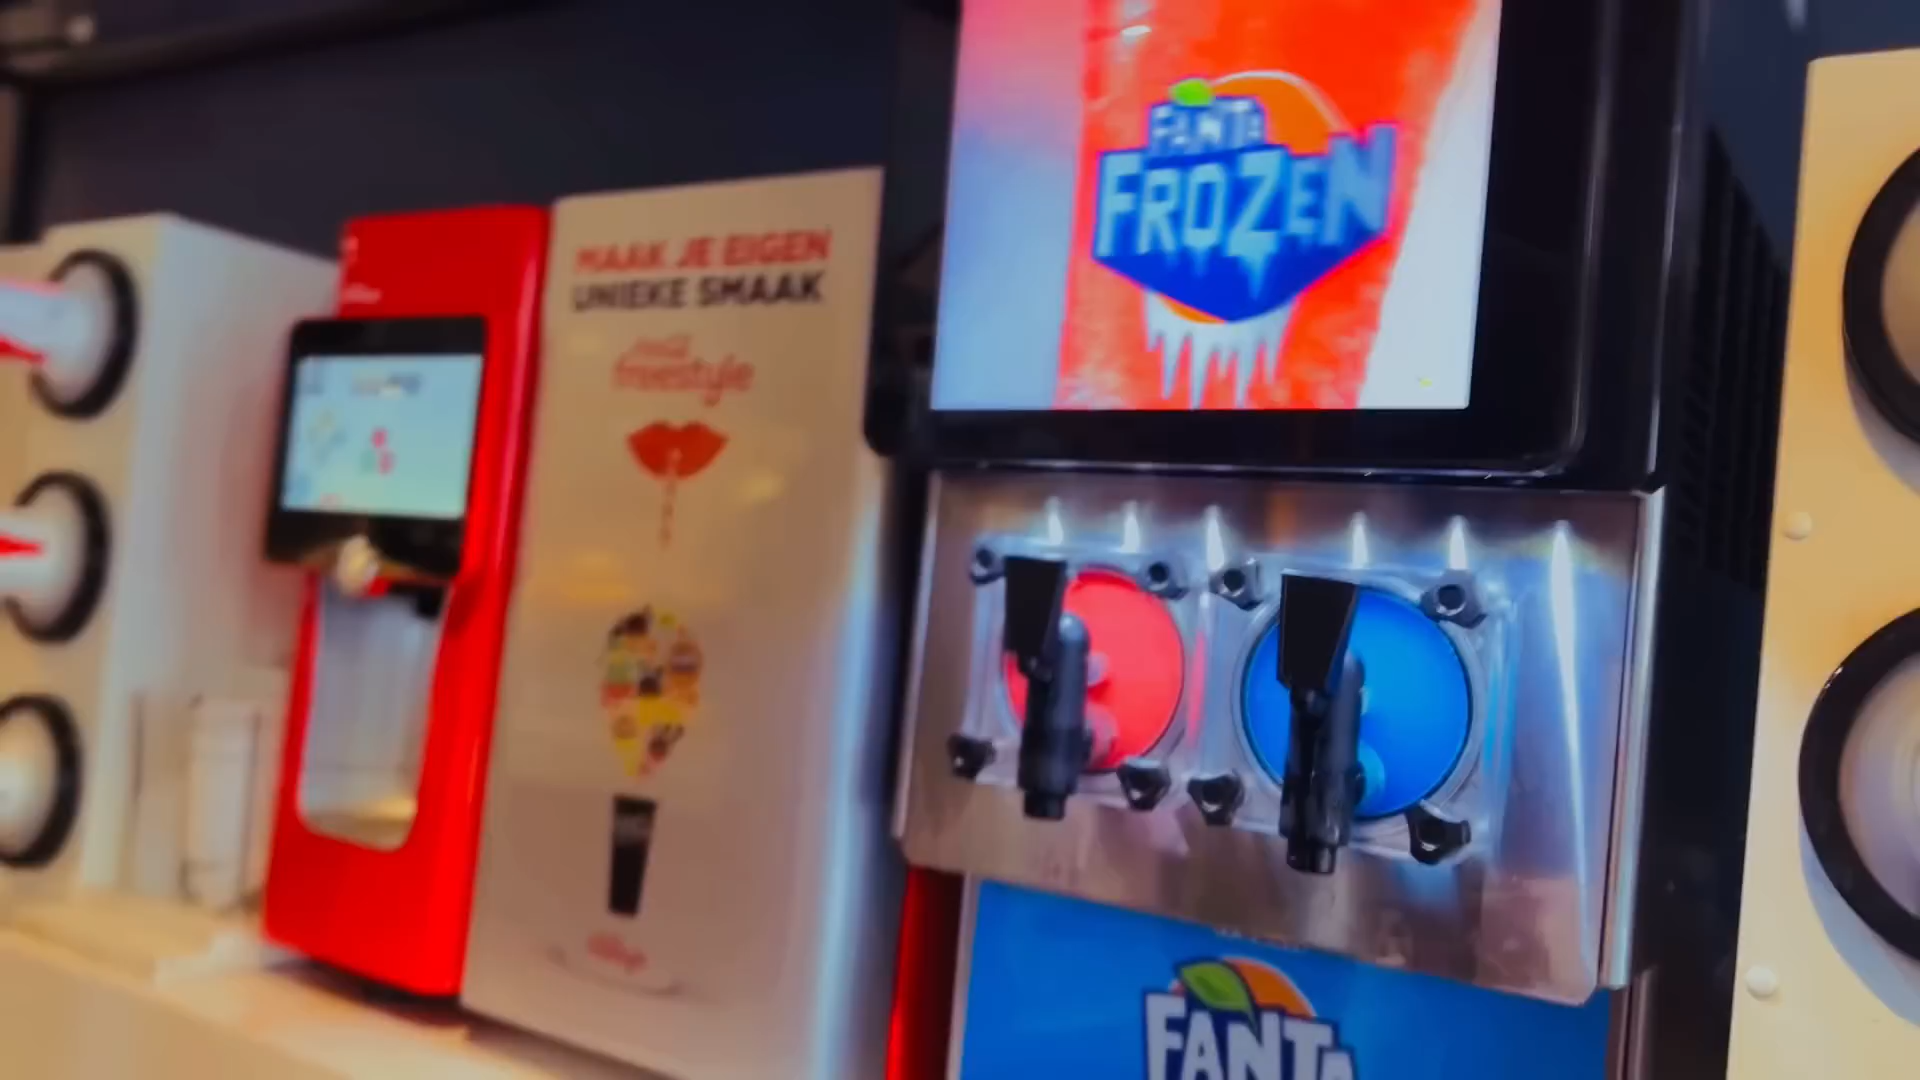 MAAK JE EIGEN
UNIEKE SMAAK
freestyle
FANTA
FROZEN
FANTA